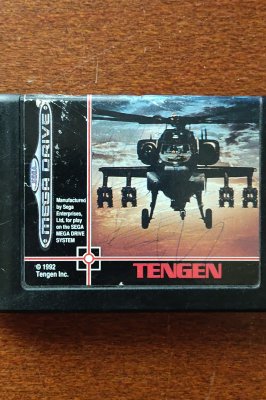 SEGA
MEGA DRIVE
Manufactured
by Sega
Enterprises,
Ltd, for play
on the SEGA
MEGA DRIVE
SYSTEM
© 1992
Tengen Inc.
TENGEN